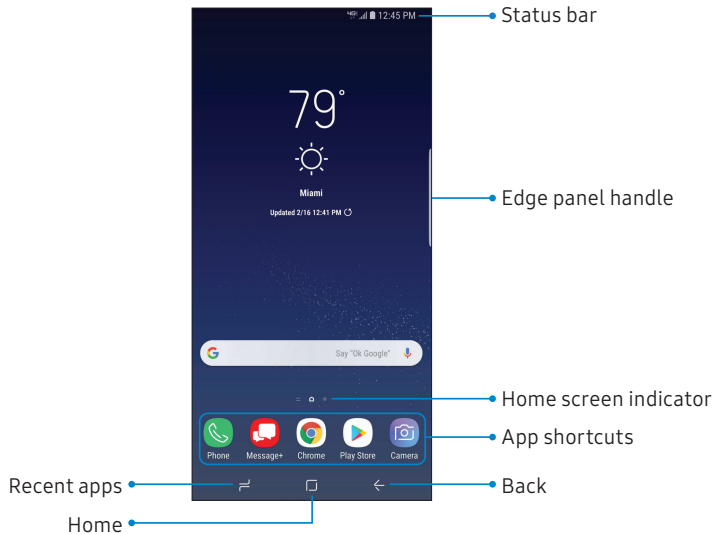 4G 12:45 PM
Status bar
79°
Miami
Edge panel handle
Updated 2/16 12:41 PM
G Say "Ok Google"
Home screen indicator
Phone Message+ Chrome Play Store Camera
App shortcuts
Recent apps
Back
Home